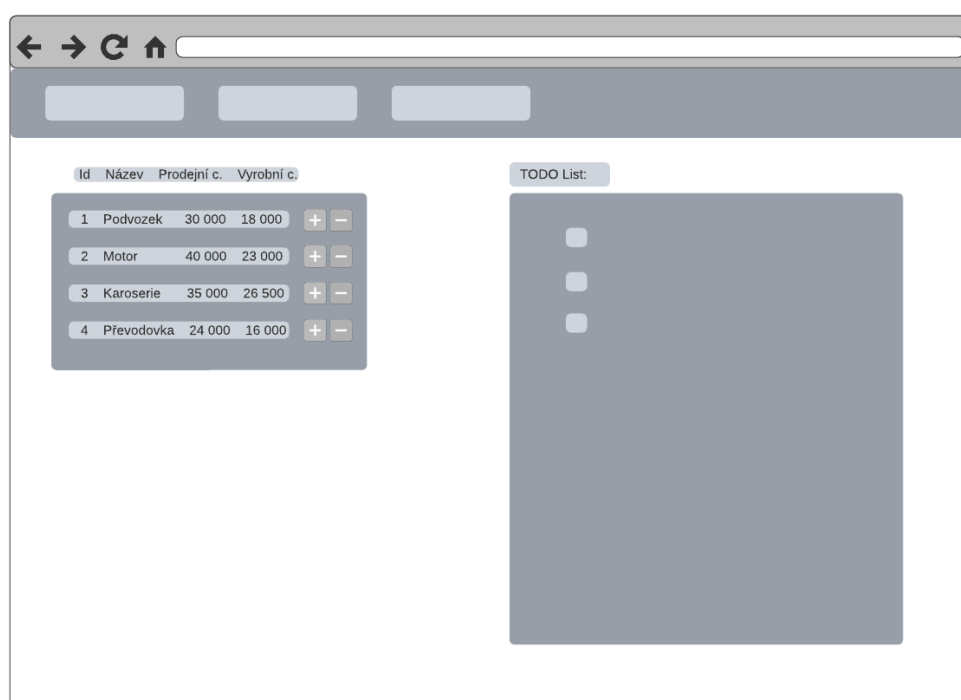 Id Název Prodejní c. Vyrobní c.
1 Podvozek 30 000 18 000
2 Motor 40 000 23 000
3 Karoserie 35 000 26 500
4 Převodovka 24 000 16 000
TODO List: